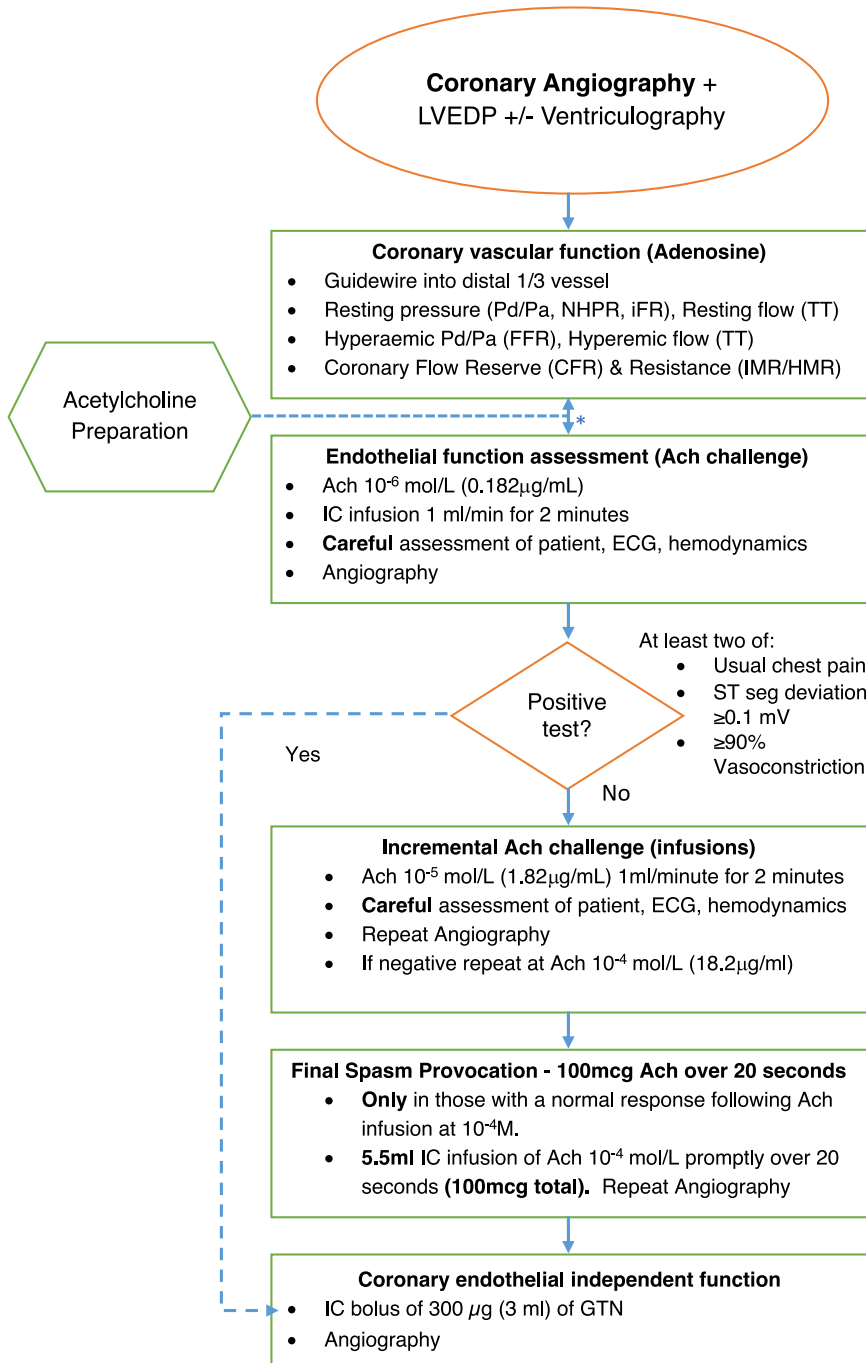 Coronary Angiography +
LVEDP +/- Ventriculography
Coronary vascular function (Adenosine)
• Guidewire into distal 1/3 vessel
• Resting pressure (Pd/Pa, NHPR, iFR), Resting flow (TT)
• Hyperaemic Pd/Pa (FFR), Hyperemic flow (TT)
• Coronary Flow Reserve (CFR) & Resistance (IMR/HMR)
Acetylcholine
Preparation
*
Endothelial function assessment (Ach challenge)
• Ach 10⁻⁶ mol/L (0.182µg/mL)
• IC infusion 1 ml/min for 2 minutes
• Careful assessment of patient, ECG, hemodynamics
• Angiography
Positive
test?
At least two of:
• Usual chest pain
• ST seg deviation
≥0.1 mV
• ≥90%
Vasoconstriction
Yes
No
Incremental Ach challenge (infusions)
• Ach 10⁻⁵ mol/L (1.82µg/mL) 1ml/minute for 2 minutes
• Careful assessment of patient, ECG, hemodynamics
• Repeat Angiography
• If negative repeat at Ach 10⁻⁴ mol/L (18.2µg/ml)
Final Spasm Provocation - 100mcg Ach over 20 seconds
• Only in those with a normal response following Ach
infusion at 10⁻⁴M.
• 5.5ml IC infusion of Ach 10⁻⁴ mol/L promptly over 20
seconds (100mcg total). Repeat Angiography
Coronary endothelial independent function
• IC bolus of 300 µg (3 ml) of GTN
• Angiography